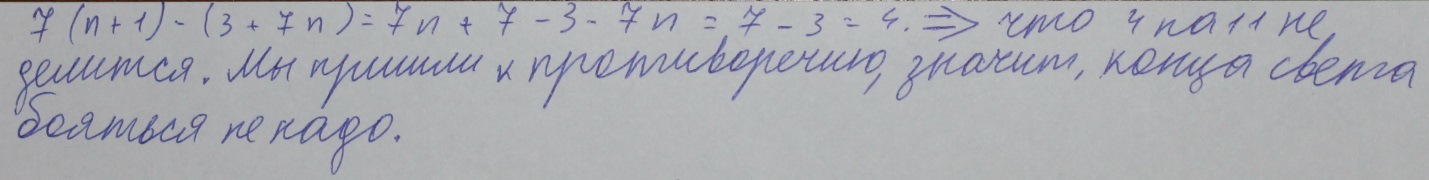 7(n+1)-(3+7n)=7n+7-3-7n=7-3=4. => что 4 на 11 не
делится. Мы пришли к противоречию, значит, конца света
бояться не надо.